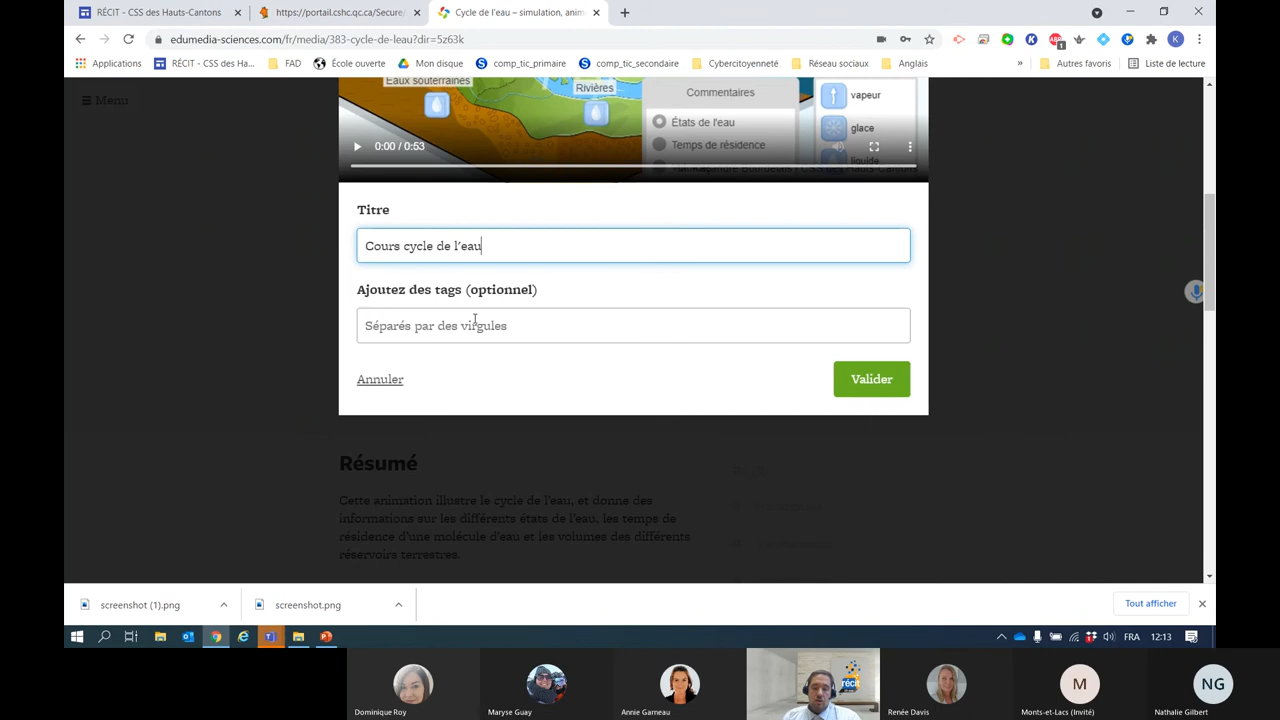 RÉCIT - CSS des Hauts-Cantons
https://portail.cshc.qc.ca/Secure/
Cycle de l'eau – simulation, anim
edumedia-sciences.com/fr/media/383-cycle-de-leau?dir=5z63k
Applications
RÉCIT - CSS des Ha...
FAD
École ouverte
Mon disque
comp_tic_primaire
comp_tic_secondaire
Cybercitoyenneté
Réseau sociaux
Anglais
Autres favoris
Liste de lecture
Menu
Eaux souterraines
Rivières
Commentaires
États de l'eau
Temps de résidence
vapeur
glace
liquide
0:00 / 0:53
Titre
Cours cycle de l'eau
Ajoutez des tags (optionnel)
Séparés par des virgules
Annuler
Valider
Résumé
Cette animation illustre le cycle de l'eau, et donne des
informations sur les différents états de l'eau, les temps de
résidence d'une molécule d'eau et les volumes des différents
réservoirs terrestres.
screenshot (1).png
screenshot.png
Tout afficher
FRA
12:13
récit
M
NG
Dominique Roy
Maryse Guay
Annie Garneau
Renée Davis
Monts-et-Lacs (Invité)
Nathalie Gilbert